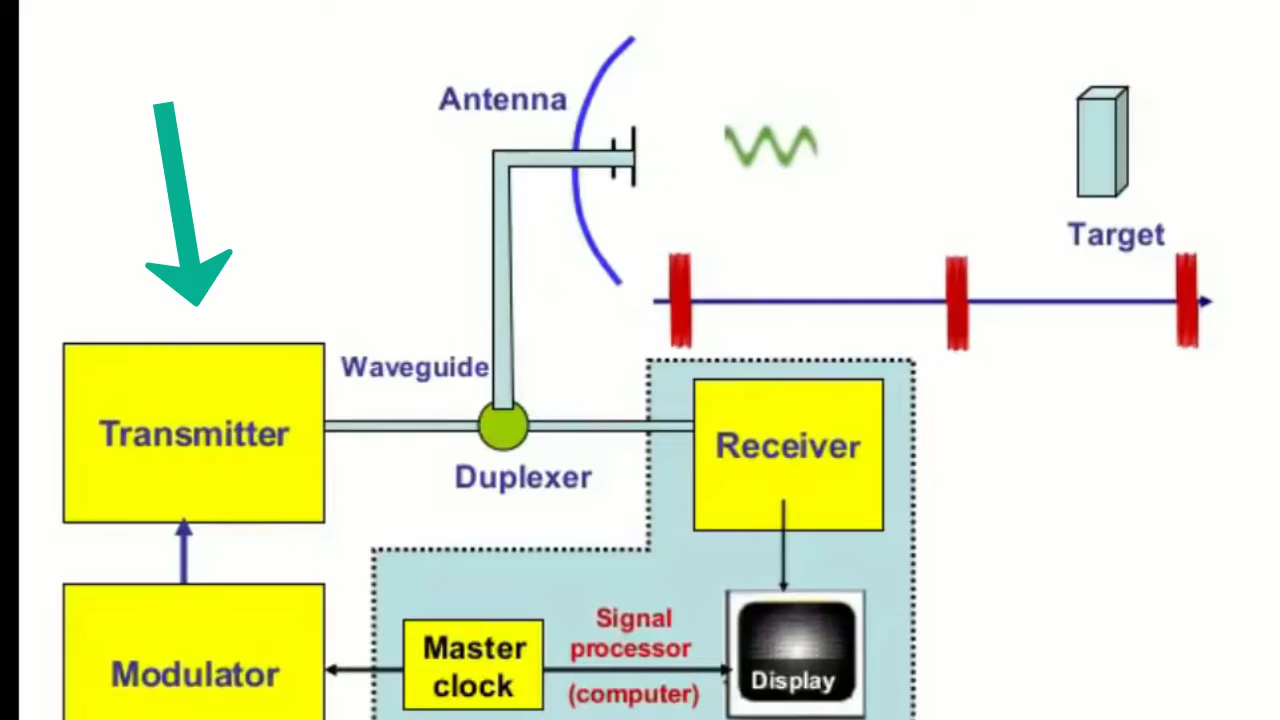 Antenna
Target
Waveguide
Transmitter
Receiver
Duplexer
Signal
processor
Master
clock
(computer)
Modulator
Display